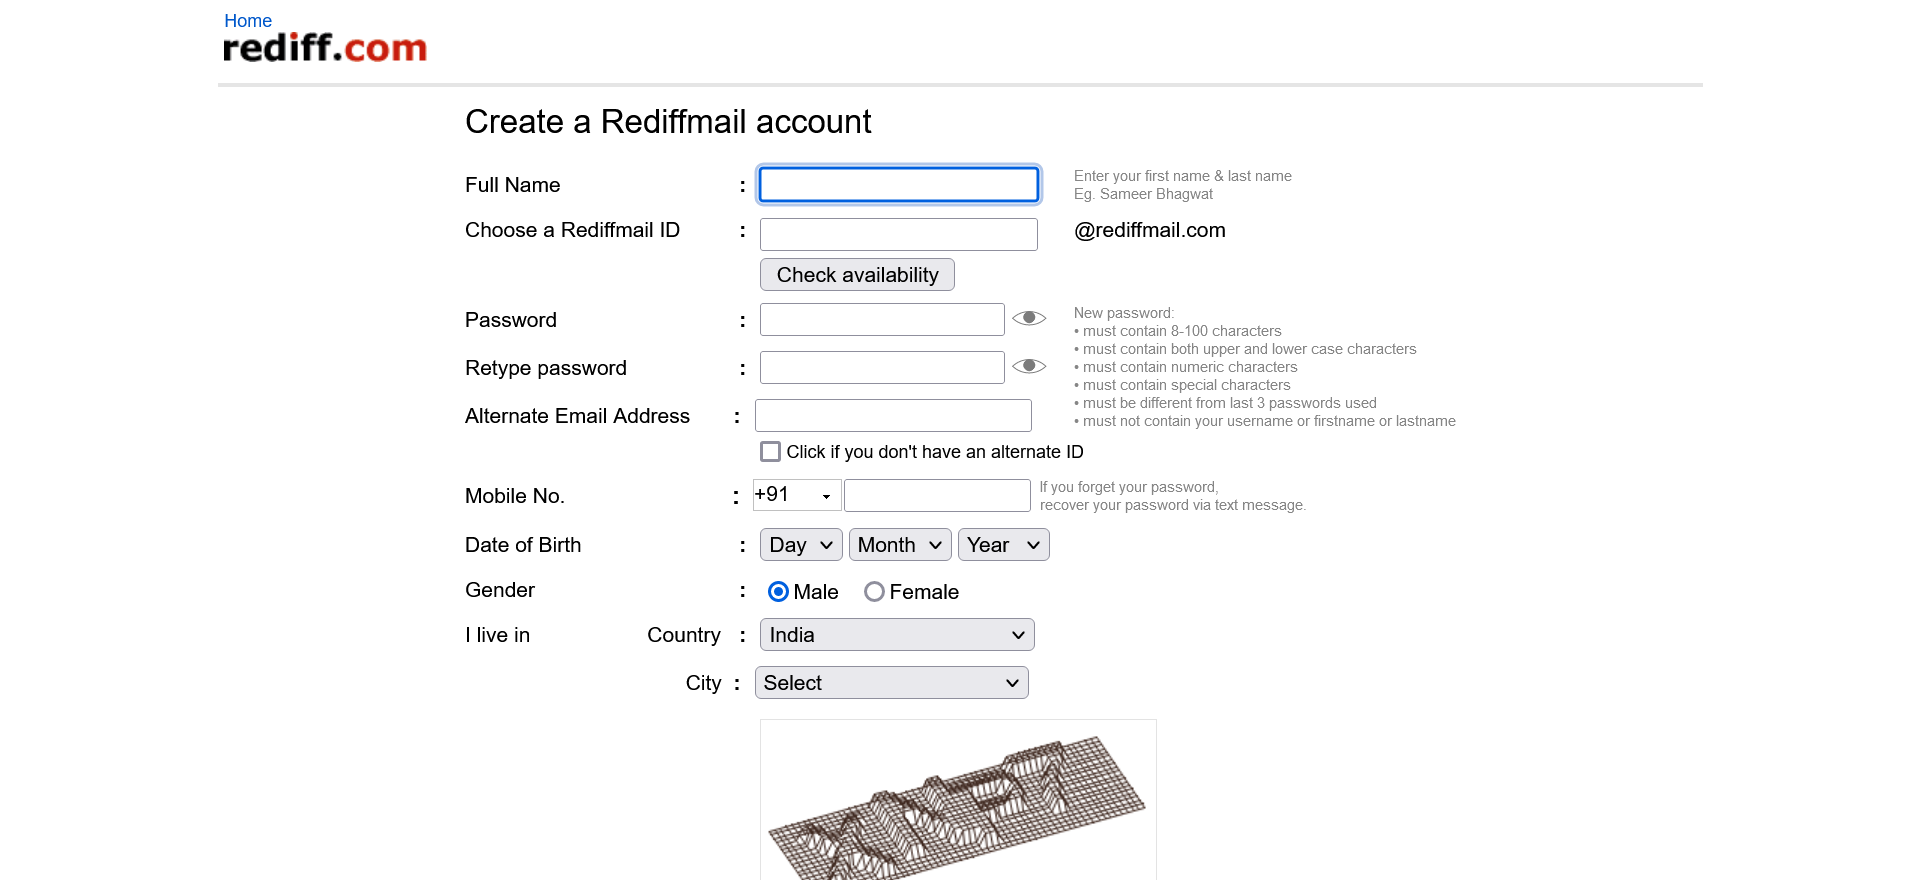 Home
rediff.com
Create a Rediffmail account
Full Name :
Enter your first name & last name
Eg. Sameer Bhagwat
Choose a Rediffmail ID : @rediffmail.com
Check availability
Password :
Retype password :
New password:
• must contain 8-100 characters
• must contain both upper and lower case characters
• must contain numeric characters
• must contain special characters
• must be different from last 3 passwords used
• must not contain your username or firstname or lastname
Alternate Email Address :
Click if you don't have an alternate ID
Mobile No. : +91
If you forget your password,
recover your password via text message.
Date of Birth : Day Month Year
Gender : Male Female
I live in Country : India
City : Select